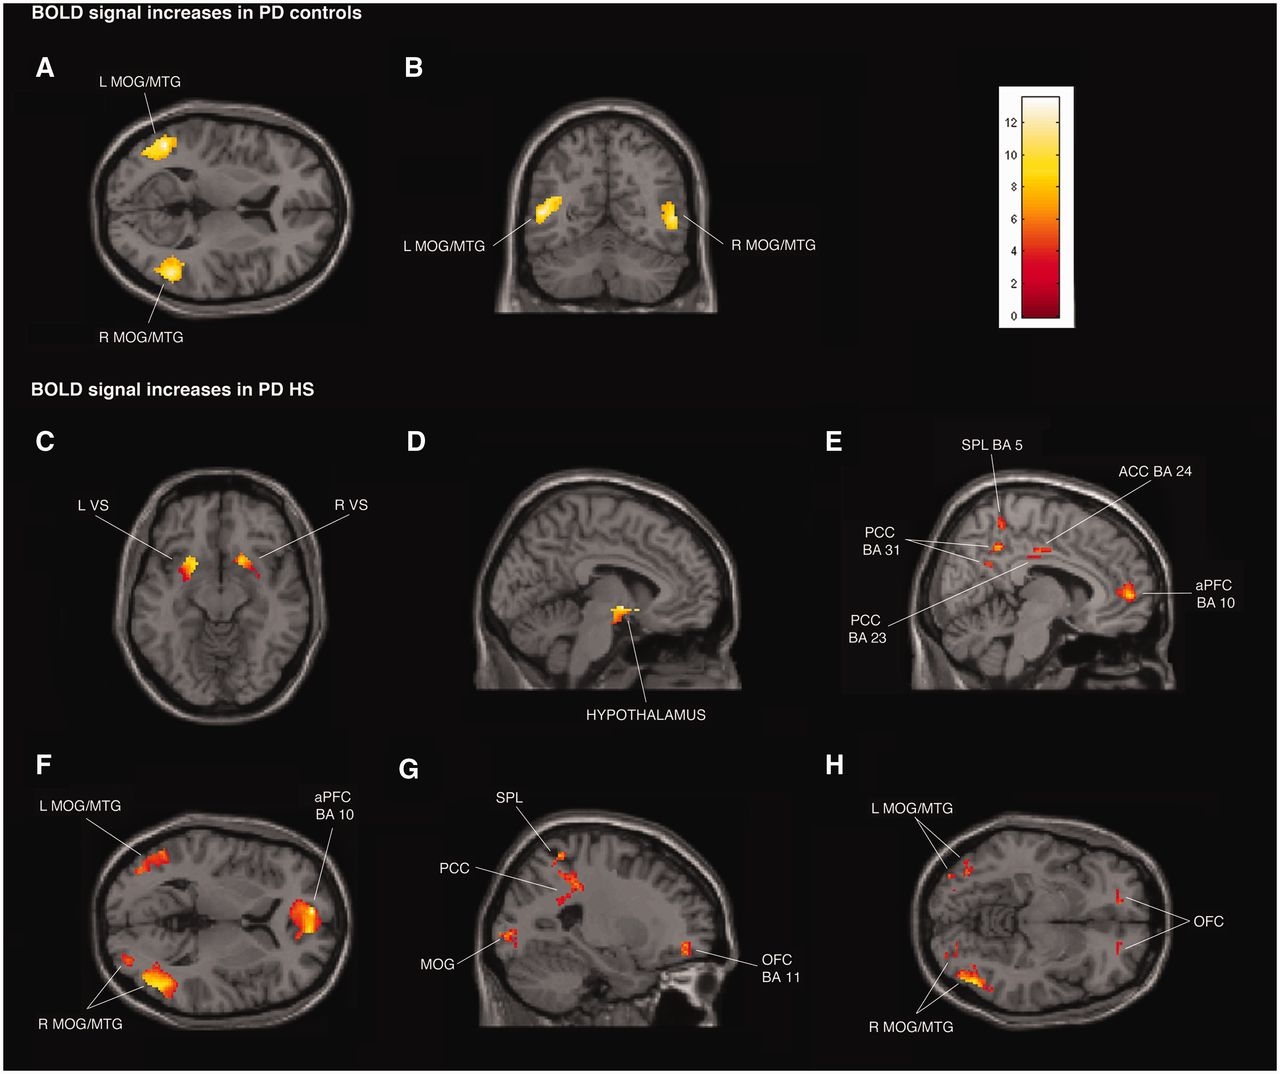 BOLD signal increases in PD controls
A
B
L MOG/MTG
R MOG/MTG
L MOG/MTG
R MOG/MTG
12
10
8
6
4
2
0
BOLD signal increases in PD HS
C
D
E
L VS
R VS
HYPOTHALAMUS
SPL BA 5
ACC BA 24
PCC
BA 31
aPFC
BA 10
PCC
BA 23
F
G
H
L MOG/MTG
aPFC
BA 10
R MOG/MTG
SPL
PCC
MOG
OFC
BA 11
L MOG/MTG
OFC
R MOG/MTG